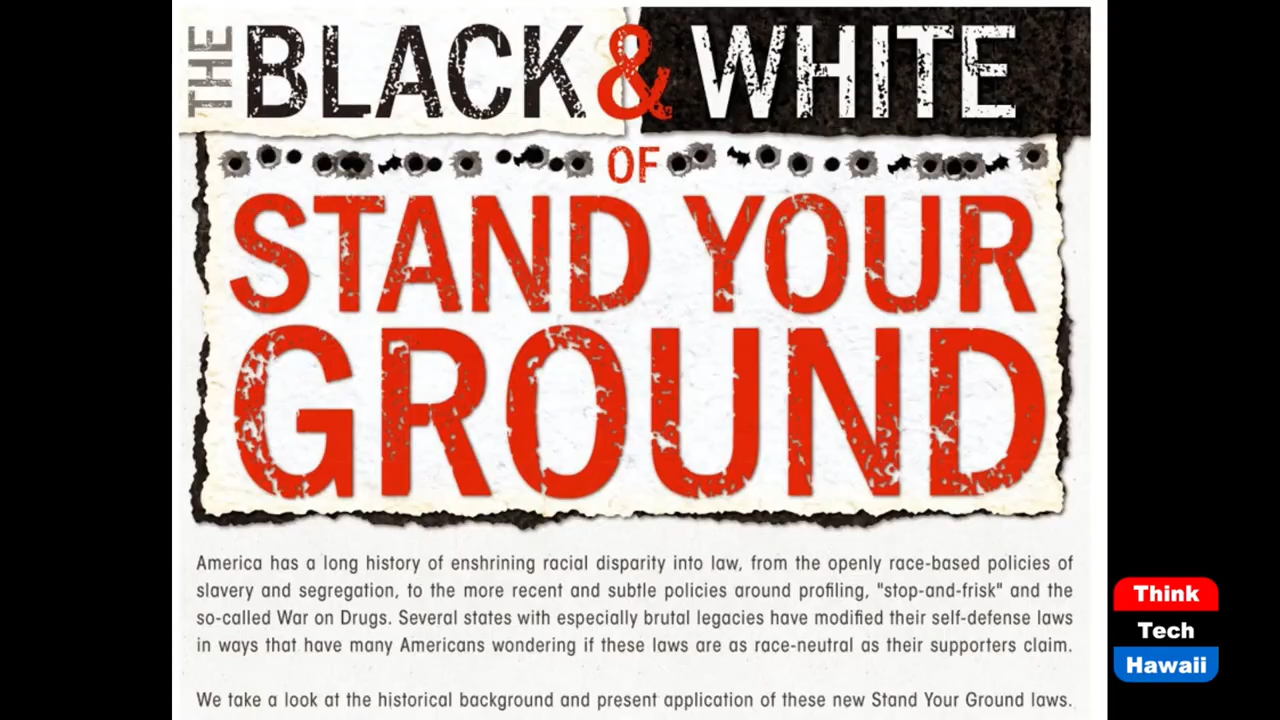 THE BLACK & WHITE
OF
STAND YOUR
GROUND
America has a long history of enshrining racial disparity into law, from the openly race-based policies of
slavery and segregation, to the more recent and subtle policies around profiling, "stop-and-frisk" and the
so-called War on Drugs. Several states with especially brutal legacies have modified their self-defense laws
in ways that have many Americans wondering if these laws are as race-neutral as their supporters claim.
We take a look at the historical background and present application of these new Stand Your Ground laws.
Think
Tech
Hawaii